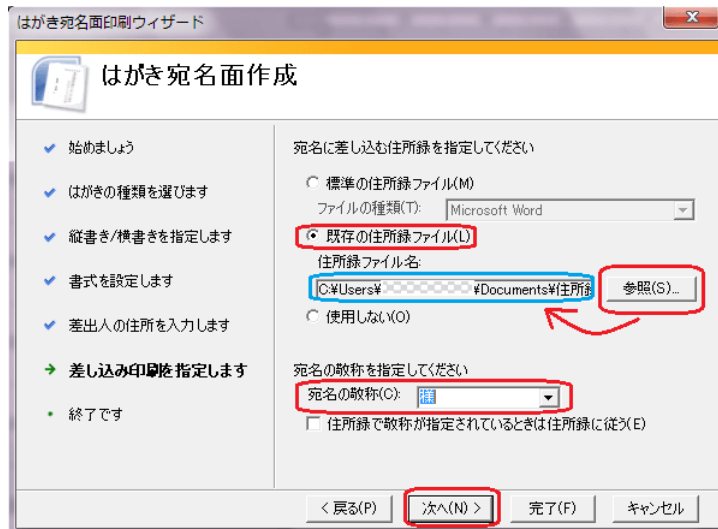 はがき宛名面印刷ウィザード
はがき宛名面作成
始めましょう
はがきの種類を選びます
縦書き/横書きを指定します
書式を設定します
差出人の住所を入力します
差し込み印刷を指定します
終了です
宛名に差し込む住所録を指定してください
標準の住所録ファイル(M)
ファイルの種類(T): Microsoft Word
既存の住所録ファイル(L)
住所録ファイル名:
C:¥Users¥ ¥Documents¥住所録 参照(S)...
使用しない(O)
宛名の敬称を指定してください
宛名の敬称(C): 様
住所録で敬称が指定されているときは住所録に従う(E)
< 戻る(P) 次へ(N) > 完了(F) キャンセル